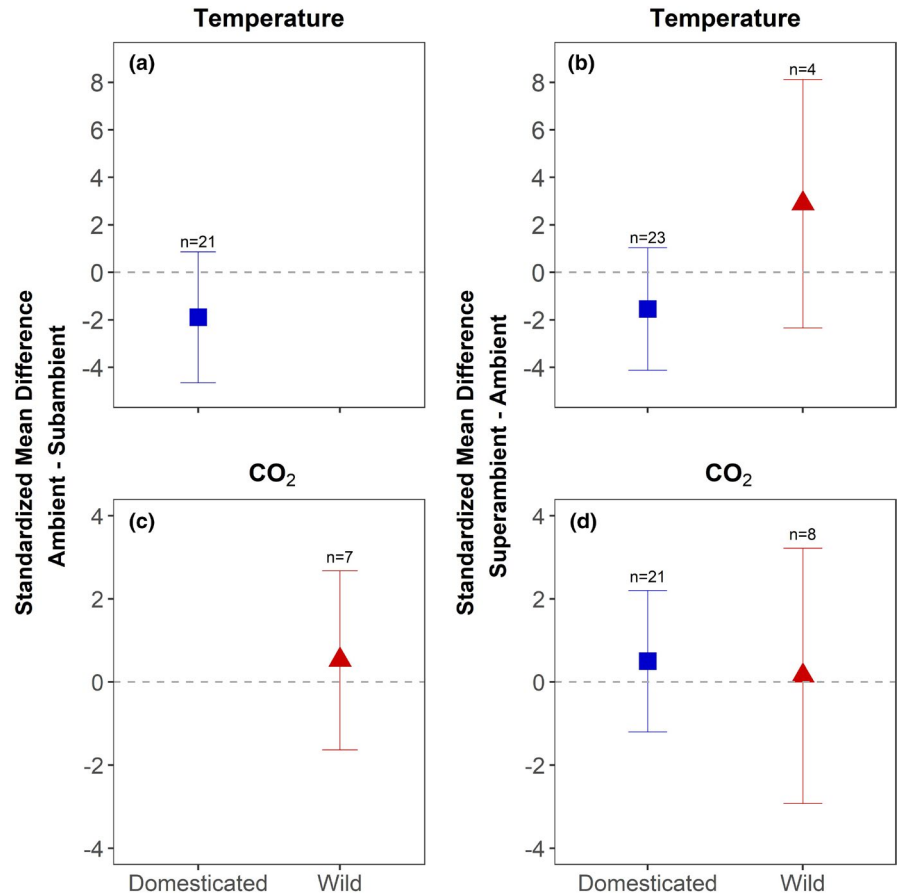 Temperature
Temperature
(a)
(b)
8
6
4
2
0
-2
-4
n=21
8
6
4
2
0
-2
-4
n=4
n=23
Standardized Mean Difference
Ambient - Subambient
Standardized Mean Difference
Superambient - Ambient
CO₂
CO₂
(c)
(d)
4
2
0
-2
-4
n=7
4
2
0
-2
-4
n=21
n=8
Domesticated
Wild
Domesticated
Wild